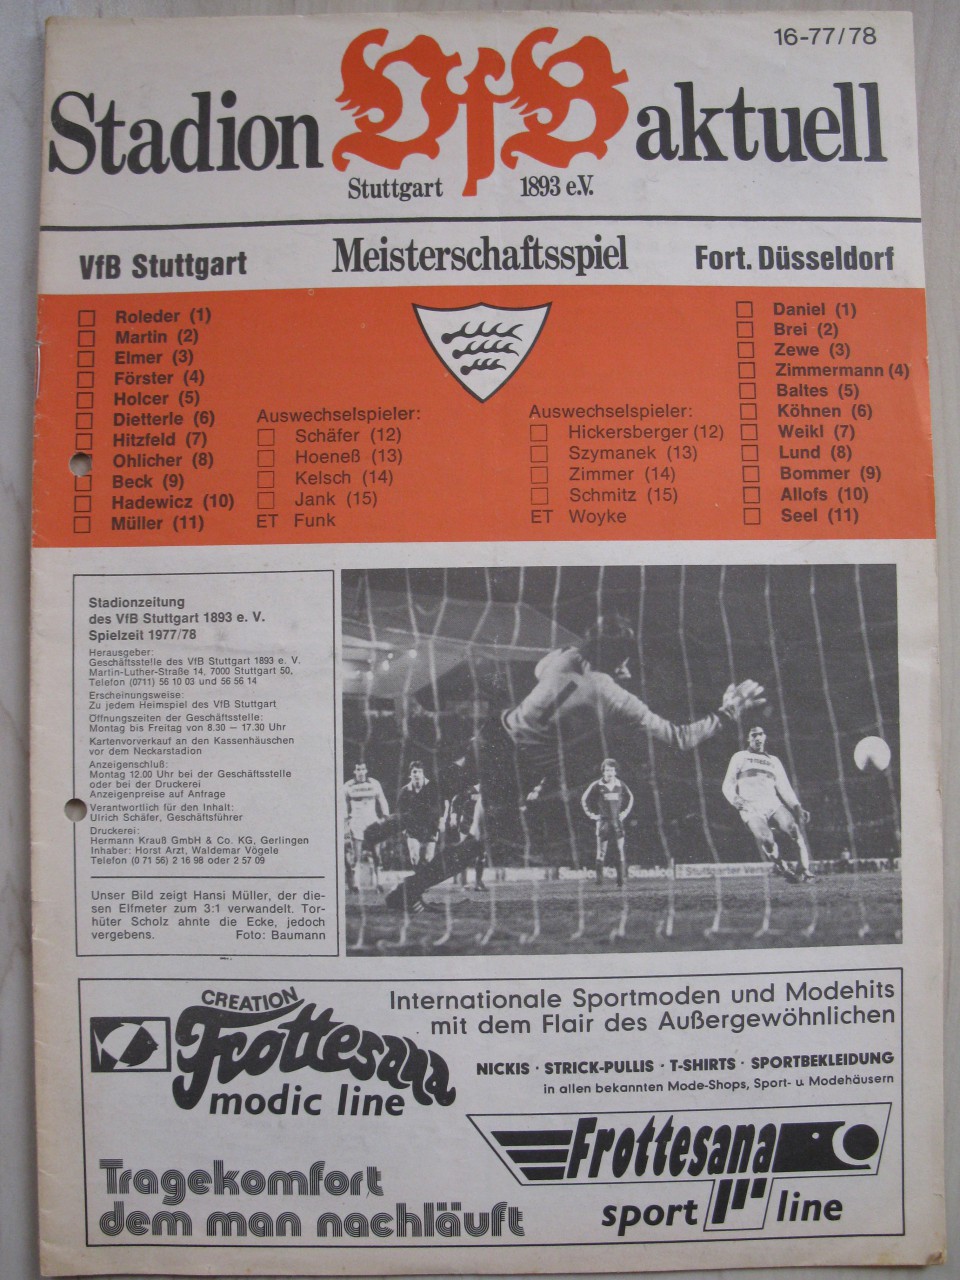 16-77/78
Stadion VfB aktuell
Stuttgart 1893 e.V.
VfB Stuttgart Meisterschaftsspiel Fort. Düsseldorf
Roleder (1)
Martin (2)
Elmer (3)
Förster (4)
Holcer (5)
Dietterle (6)
Hitzfeld (7)
Ohlicher (8)
Beck (9)
Hadewicz (10)
Müller (11)
Auswechselspieler:
Schäfer (12)
Hoeneß (13)
Kelsch (14)
Jank (15)
ET Funk
Auswechselspieler:
Hickersberger (12)
Szymanek (13)
Zimmer (14)
Schmitz (15)
ET Woyke
Daniel (1)
Brei (2)
Zewe (3)
Zimmermann (4)
Baltes (5)
Köhnen (6)
Weikl (7)
Lund (8)
Bommer (9)
Allofs (10)
Seel (11)
Stadionzeitung
des VfB Stuttgart 1893 e. V.
Spielzeit 1977/78
Herausgeber:
Geschäftsstelle des VfB Stuttgart 1893 e. V.
Martin-Luther-Straße 14, 7000 Stuttgart 50,
Telefon (0711) 56 10 03 und 56 56 14
Erscheinungsweise:
Zu jedem Heimspiel des VfB Stuttgart
Öffnungszeiten der Geschäftsstelle:
Montag bis Freitag von 8.30 — 17.30 Uhr
Kartenvorverkauf an den Kassenhäuschen
vor dem Neckarstadion
Anzeigenschluß:
Montag 12.00 Uhr bei der Geschäftsstelle
oder bei der Druckerei
Anzeigenpreise auf Anfrage
Verantwortlich für den Inhalt:
Ulrich Schäfer, Geschäftsführer
Druckerei:
Hermann Krauß GmbH & Co. KG, Gerlingen
Inhaber: Horst Arzt, Waldemar Vögele
Telefon (0 71 56) 2 16 98 oder 2 57 09
Unser Bild zeigt Hansi Müller, der die-
sen Elfmeter zum 3:1 verwandelt. Tor-
hüter Scholz ahnte die Ecke, jedoch
vergebens. Foto: Baumann
Sinalco Sinalco Stuttgarter
CREATION
Frottesana
modic line
Internationale Sportmoden und Modehits
mit dem Flair des Außergewöhnlichen
NICKIS · STRICK-PULLIS · T-SHIRTS · SPORTBEKLEIDUNG
in allen bekannten Mode-Shops, Sport- u. Modehäusern
Tragekomfort
dem man nachläuft
Frottesana
sport line